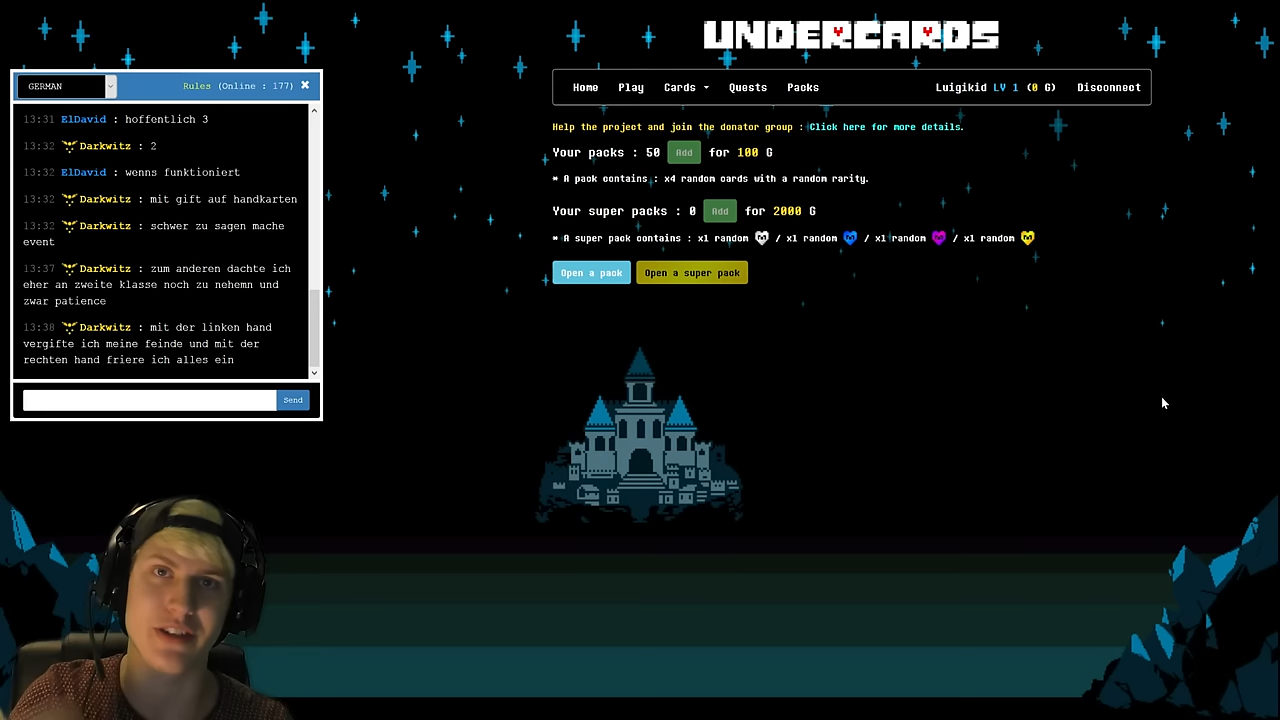 UNDERCARDS
GERMAN
Rules (Online : 177) ✖
13:31 ElDavid : hoffentlich 3
13:32 Darkwitz : 2
13:32 ElDavid : wenns funktioniert
13:32 Darkwitz : mit gift auf handkarten
13:32 Darkwitz : schwer zu sagen mache
event
13:37 Darkwitz : zum anderen dachte ich
eher an zweite klasse noch zu nehemn und
zwar patience
13:38 Darkwitz : mit der linken hand
vergifte ich meine feinde und mit der
rechten hand friere ich alles ein
Send
Home Play Cards Quests Packs Luigikid LV 1 (0 G) Disconnect
Help the project and join the donator group : Click here for more details.
Your packs : 50 Add for 100 G
* A pack contains : x4 random cards with a random rarity.
Your super packs : 0 Add for 2000 G
* A super pack contains : x1 random / x1 random / x1 random / x1 random
Open a pack Open a super pack